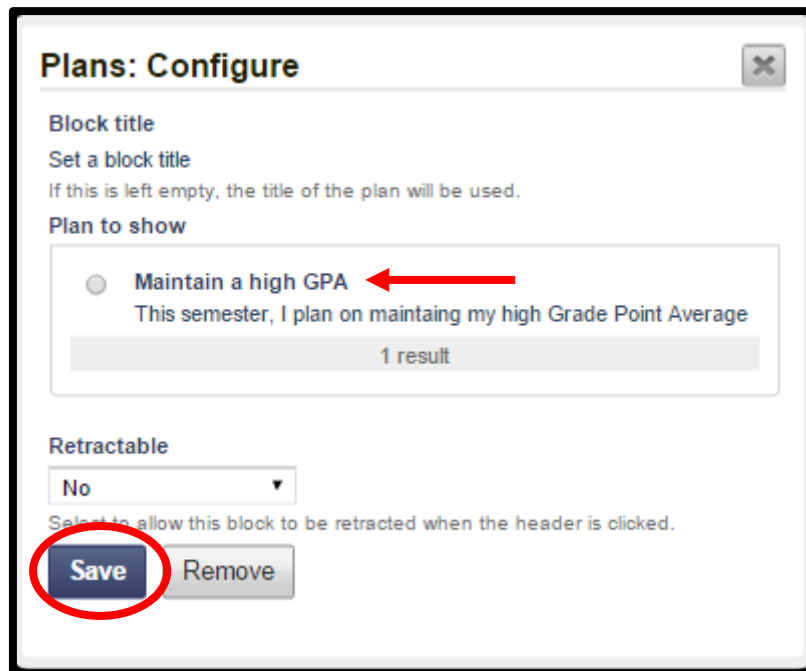 Plans: Configure
Block title
Set a block title
If this is left empty, the title of the plan will be used.
Plan to show
Maintain a high GPA
This semester, I plan on maintaing my high Grade Point Average
1 result
Retractable
No
Select to allow this block to be retracted when the header is clicked.
Save Remove